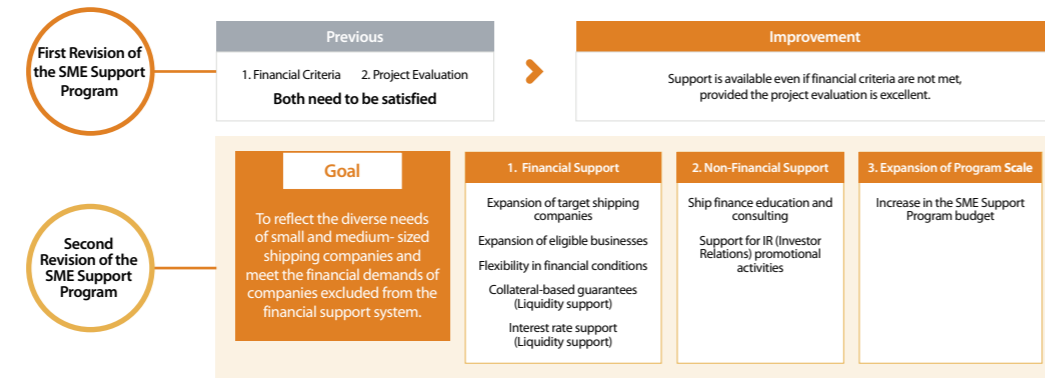 First Revision of
the SME Support
Program
Previous
1. Financial Criteria 2. Project Evaluation
Both need to be satisfied
Improvement
Support is available even if financial criteria are not met,
provided the project evaluation is excellent.
Second
Revision of the
SME Support
Program
Goal
To reflect the diverse needs
of small and medium- sized
shipping companies and
meet the financial demands of
companies excluded from the
financial support system.
1. Financial Support
Expansion of target shipping
companies
Expansion of eligible businesses
Flexibility in financial conditions
Collateral-based guarantees
(Liquidity support)
Interest rate support
(Liquidity support)
2. Non-Financial Support
Ship finance education and
consulting
Support for IR (Investor
Relations) promotional
activities
3. Expansion of Program Scale
Increase in the SME Support
Program budget